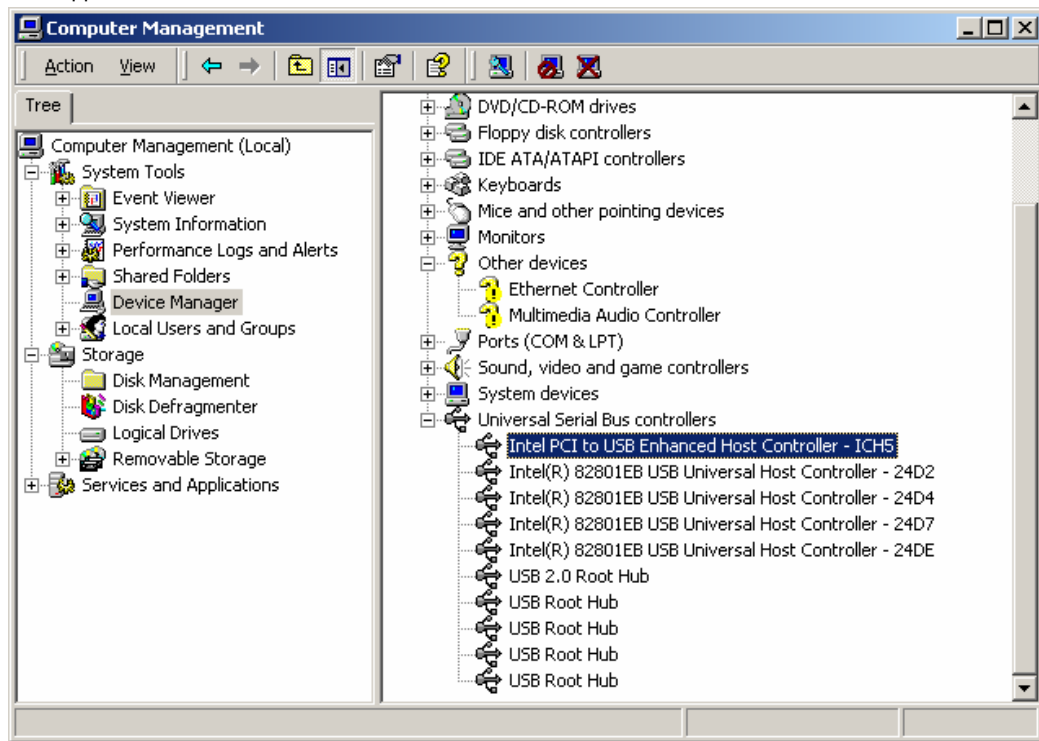 Computer Management
Action View
Tree
Computer Management (Local)
System Tools
Event Viewer
System Information
Performance Logs and Alerts
Shared Folders
Device Manager
Local Users and Groups
Storage
Disk Management
Disk Defragmenter
Logical Drives
Removable Storage
Services and Applications
DVD/CD-ROM drives
Floppy disk controllers
IDE ATA/ATAPI controllers
Keyboards
Mice and other pointing devices
Monitors
Other devices
Ethernet Controller
Multimedia Audio Controller
Ports (COM & LPT)
Sound, video and game controllers
System devices
Universal Serial Bus controllers
Intel PCI to USB Enhanced Host Controller - ICH5
Intel(R) 82801EB USB Universal Host Controller - 24D2
Intel(R) 82801EB USB Universal Host Controller - 24D4
Intel(R) 82801EB USB Universal Host Controller - 24D7
Intel(R) 82801EB USB Universal Host Controller - 24DE
USB 2.0 Root Hub
USB Root Hub
USB Root Hub
USB Root Hub
USB Root Hub